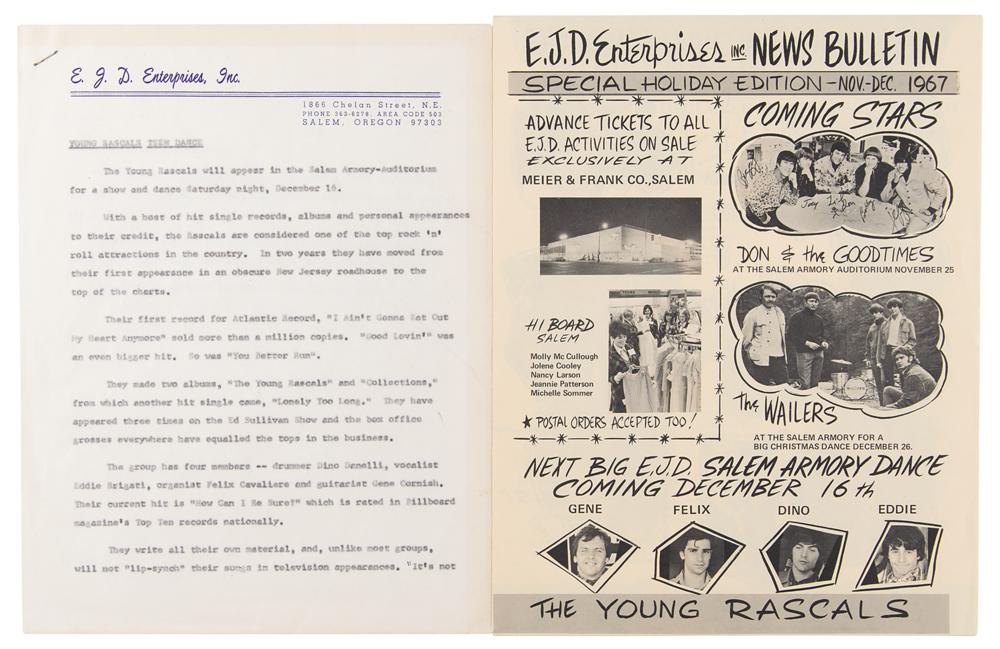 E. J. D. Enterprises, Inc.
1866 Chelan Street, N.E.
PHONE 363-6278, AREA CODE 503
SALEM, OREGON 97303
YOUNG RASCALS TEEN DANCE
The Young Rascals will appear in the Salem Armory-Auditorium
for a show and dance Saturday night, December 16.
With a host of hit single records, albums and personal appearances
to their credit, the Rascals are considered one of the top rock 'n'
roll attractions in the country. In two years they have moved from
their first appearance in an obscure New Jersey roadhouse to the
top of the charts.
Their first record for Atlantic Record, "I Ain't Gonna Eat Out
My Heart Anymore" sold more than a million copies. "Good Lovin'" was
an even bigger hit. So was "You Better Run".
They made two albums, "The Young Rascals" and "Collections,"
from which another hit single came, "Lonely Too Long." They have
appeared three times on the Ed Sullivan Show and the box office
grosses everywhere have equalled the tops in the business.
The group has four members -- drummer Dino Danelli, vocalist
Eddie Brigati, organist Felix Cavaliere and guitarist Gene Cornish.
Their current hit is "How Can I Be Sure?" which is rated in Billboard
magazine's Top Ten records nationally.
They write all their own material, and, unlike most groups,
will not "lip-synch" their songs in television appearances. "It's not
E.J.D. Enterprises INC. NEWS BULLETIN
SPECIAL HOLIDAY EDITION - NOV.-DEC. 1967
ADVANCE TICKETS TO ALL
E.J.D. ACTIVITIES ON SALE
EXCLUSIVELY AT
MEIER & FRANK CO., SALEM
HI BOARD
SALEM
Molly Mc Cullough
Jolene Cooley
Nancy Larson
Jeannie Patterson
Michelle Sommer
★ POSTAL ORDERS ACCEPTED TOO!
COMING STARS
Joey
Don
DON & the GOODTIMES
AT THE SALEM ARMORY AUDITORIUM NOVEMBER 25
The WAILERS
AT THE SALEM ARMORY FOR A
BIG CHRISTMAS DANCE DECEMBER 26.
NEXT BIG E.J.D. SALEM ARMORY DANCE
COMING DECEMBER 16th
GENE FELIX DINO EDDIE
THE YOUNG RASCALS